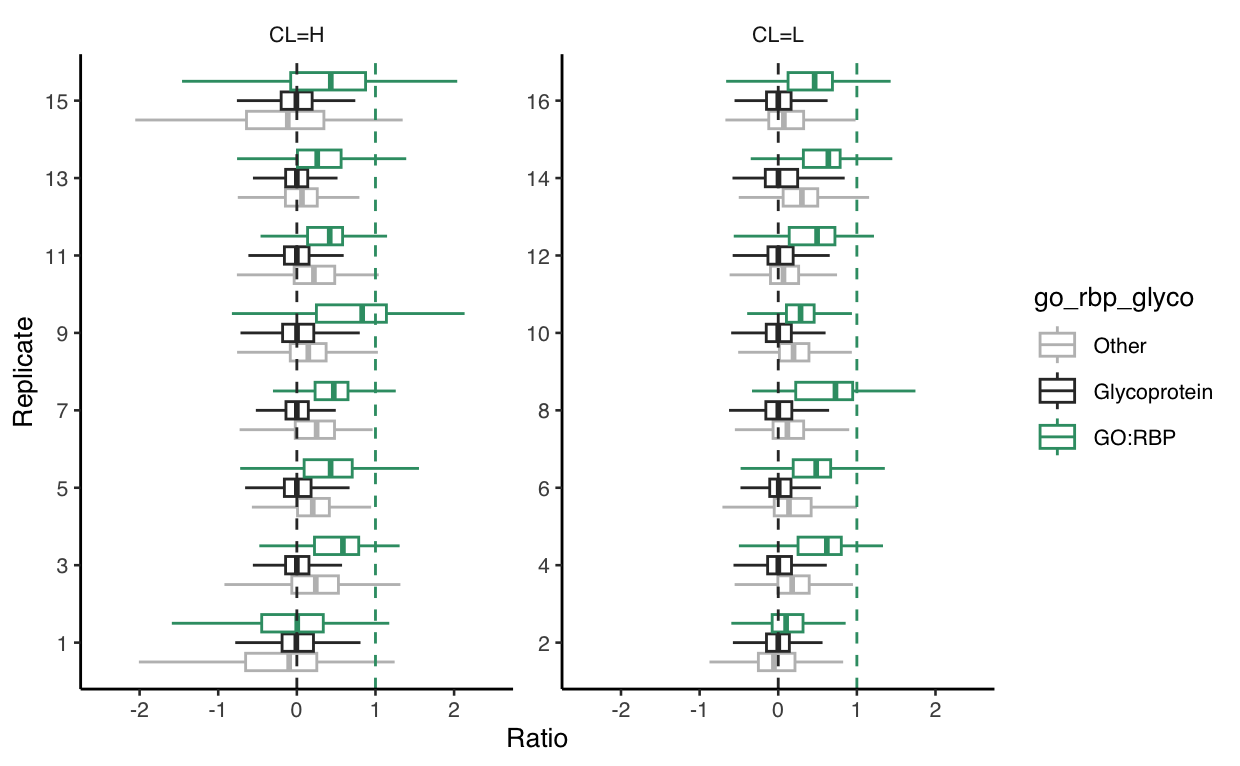 CL=H
CL=L
Replicate
15
13
11
9
7
5
3
1
16
14
12
10
8
6
4
2
-2 -1 0 1 2
-2 -1 0 1 2
Ratio
go_rbp_glyco
Other
Glycoprotein
GO:RBP